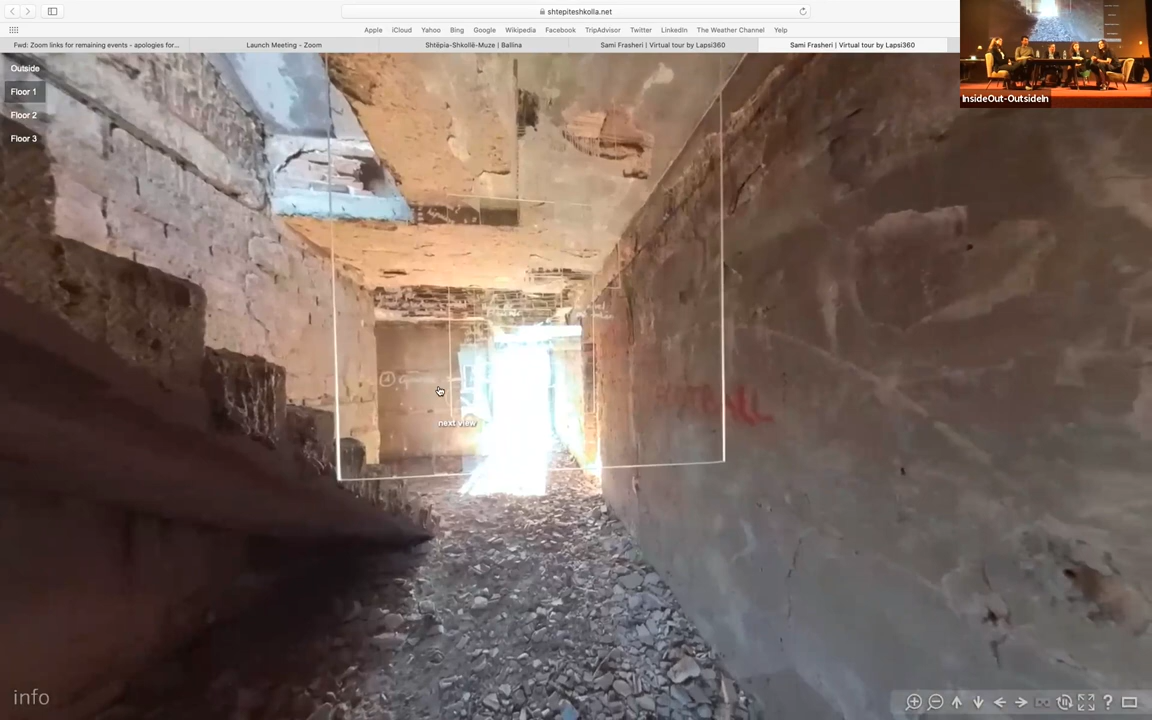 shtepiteshkolla.net
Apple iCloud Yahoo Bing Google Wikipedia Facebook TripAdvisor Twitter LinkedIn The Weather Channel Yelp
Fwd: Zoom links for remaining events - apologies for...
Launch Meeting - Zoom
Shtëpia-Shkollë-Muze | Ballina
Sami Frasheri | Virtual tour by Lapsi360
Sami Frasheri | Virtual tour by Lapsi360
InsideOut-OutsideIn
Outside
Floor 1
Floor 2
Floor 3
next view
info
?